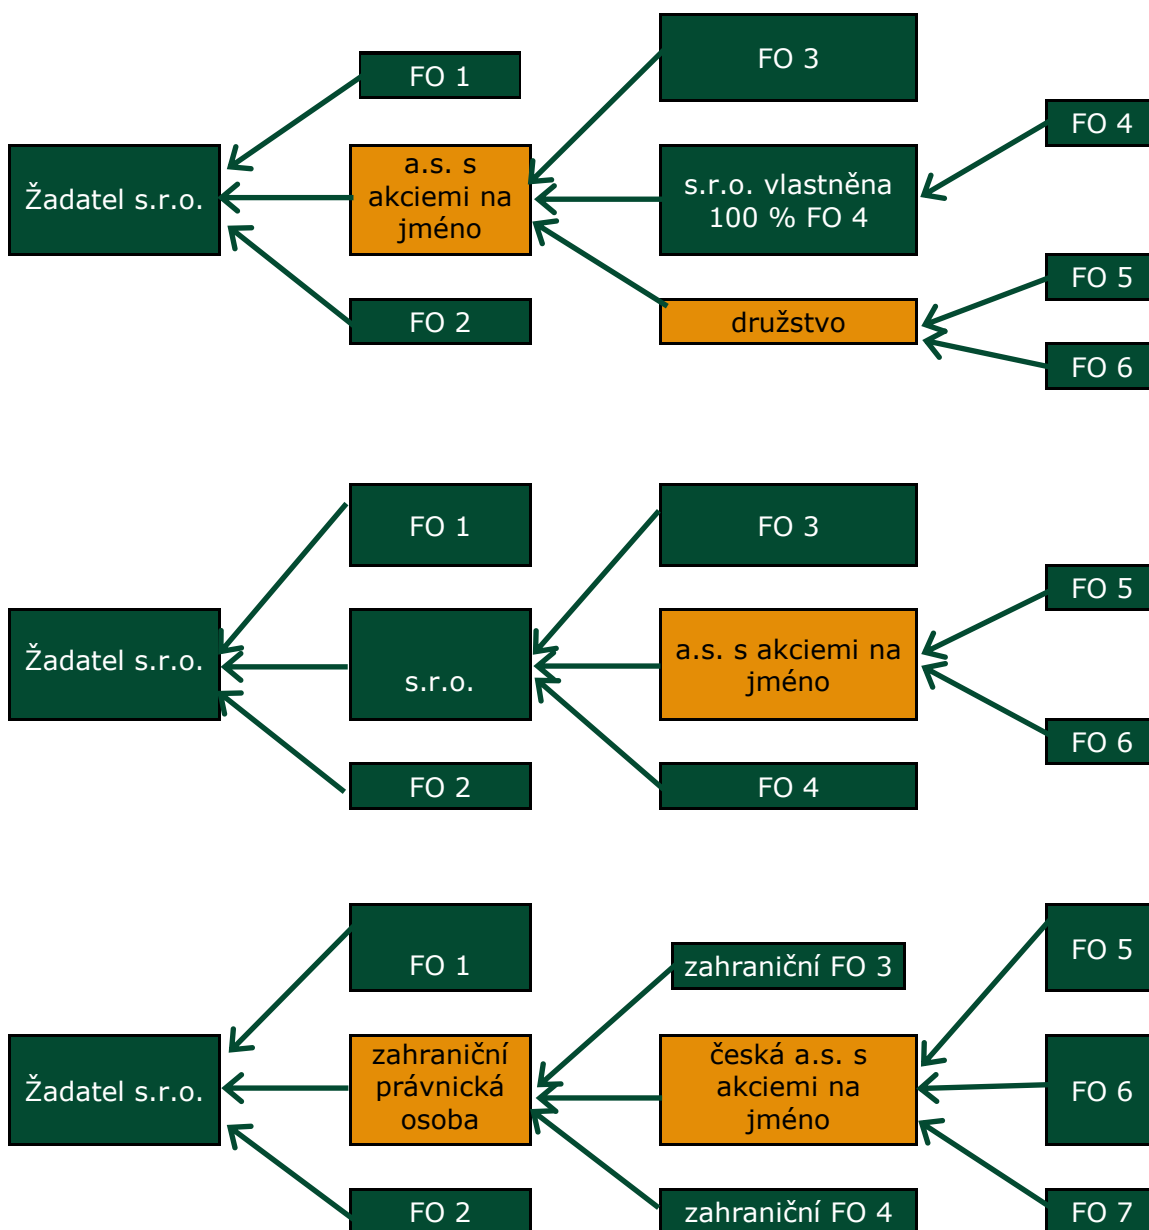 FO 1
FO 3
FO 4
Žadatel s.r.o.
a.s. s
akciemi na
jméno
s.r.o. vlastněna
100 % FO 4
FO 5
FO 2
družstvo
FO 6
FO 1
FO 3
FO 5
Žadatel s.r.o.
s.r.o.
a.s. s akciemi na
jméno
FO 6
FO 2
FO 4
FO 1
zahraniční FO 3
FO 5
Žadatel s.r.o.
zahraniční
právnická
osoba
česká a.s. s
akciemi na
jméno
FO 6
FO 2
zahraniční FO 4
FO 7